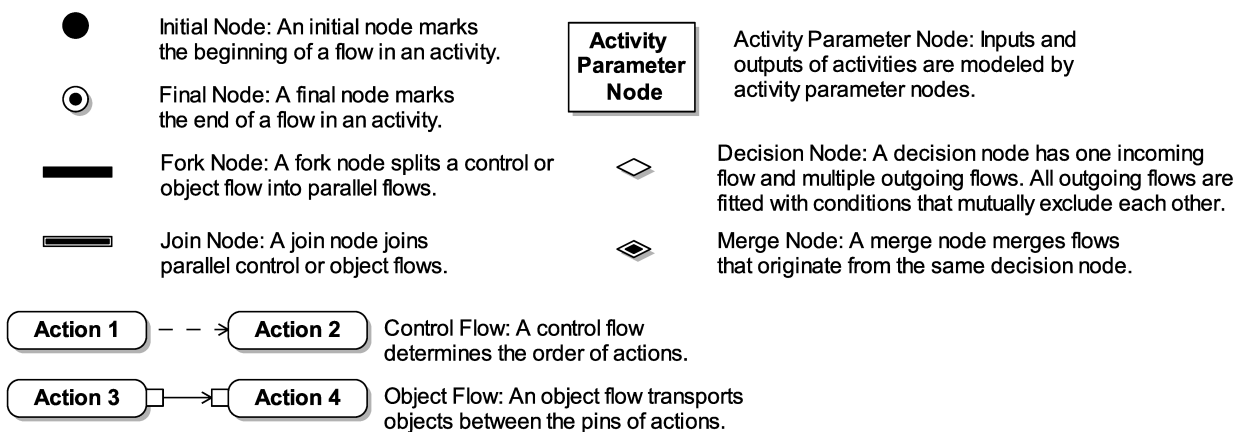 Initial Node: An initial node marks
the beginning of a flow in an activity.
Final Node: A final node marks
the end of a flow in an activity.
Fork Node: A fork node splits a control or
object flow into parallel flows.
Join Node: A join node joins
parallel control or object flows.
Activity
Parameter
Node
Activity Parameter Node: Inputs and
outputs of activities are modeled by
activity parameter nodes.
Decision Node: A decision node has one incoming
flow and multiple outgoing flows. All outgoing flows are
fitted with conditions that mutually exclude each other.
Merge Node: A merge node merges flows
that originate from the same decision node.
Action 1
Action 2
Control Flow: A control flow
determines the order of actions.
Action 3
Action 4
Object Flow: An object flow transports
objects between the pins of actions.